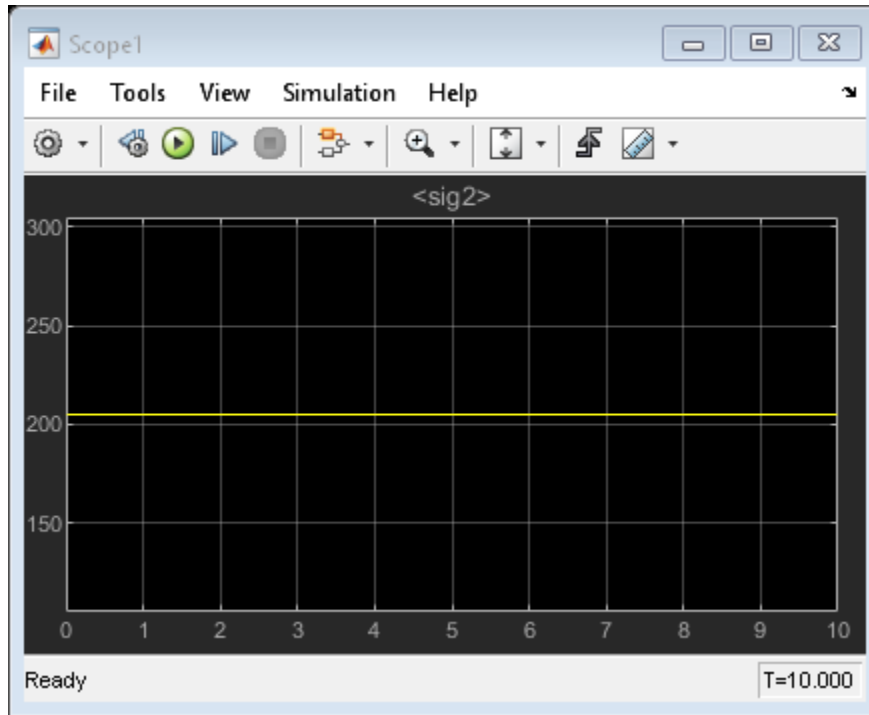 Scope1
File Tools View Simulation Help
<sig2>
300
250
200
150
0 1 2 3 4 5 6 7 8 9 10
Ready T=10.000